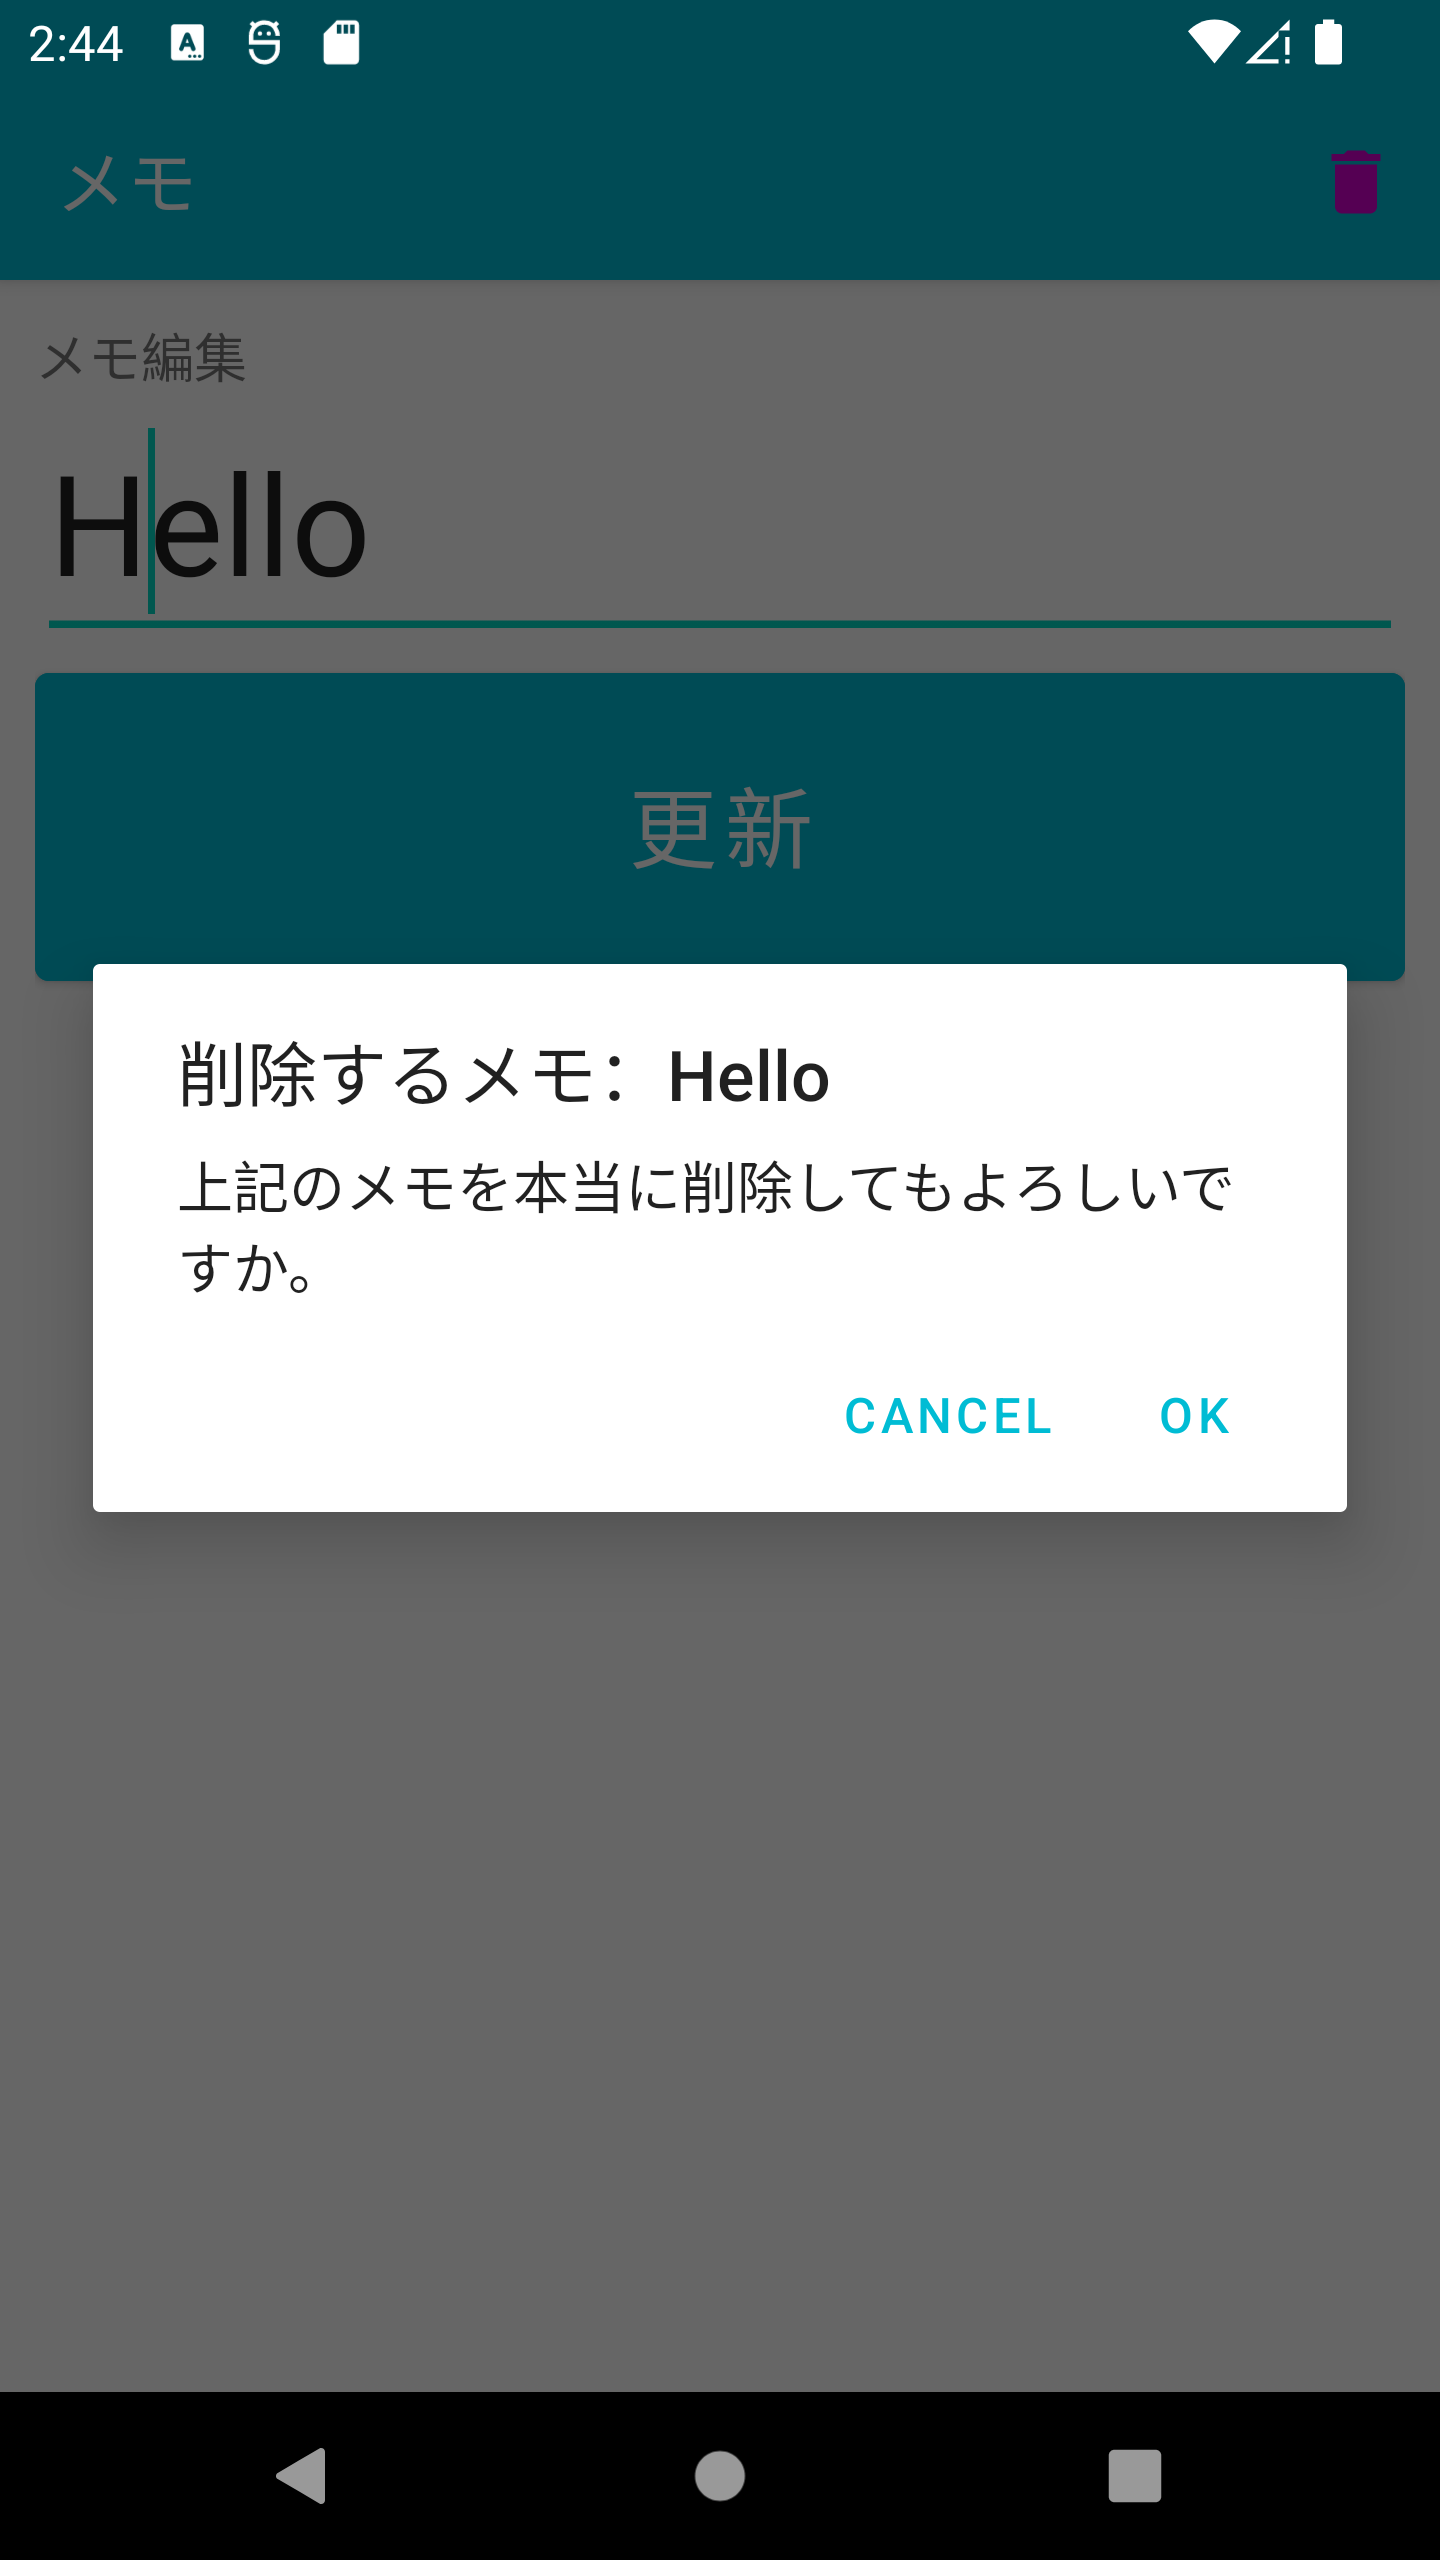 2:44
メモ
メモ編集
Hello
更新
削除するメモ：Hello
上記のメモを本当に削除してもよろしいで
すか。
CANCEL OK